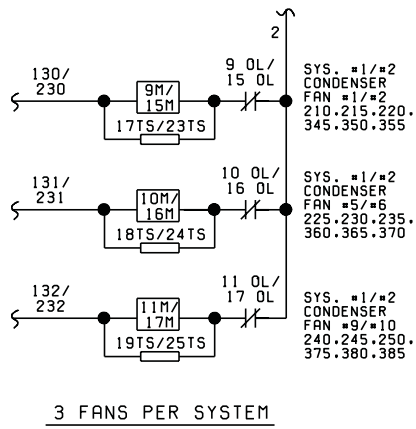 2
9 OL/
15 OL
130/
230
9M/
15M
17TS/23TS
SYS. #1/#2
CONDENSER
FAN #1/#2
210.215.220.
345.350.355
10 OL/
16 OL
131/
231
10M/
16M
18TS/24TS
SYS. #1/#2
CONDENSER
FAN #5/#6
225.230.235.
360.365.370
11 OL/
17 OL
132/
232
11M/
17M
19TS/25TS
SYS. #1/#2
CONDENSER
FAN #9/#10
240.245.250.
375.380.385
3 FANS PER SYSTEM